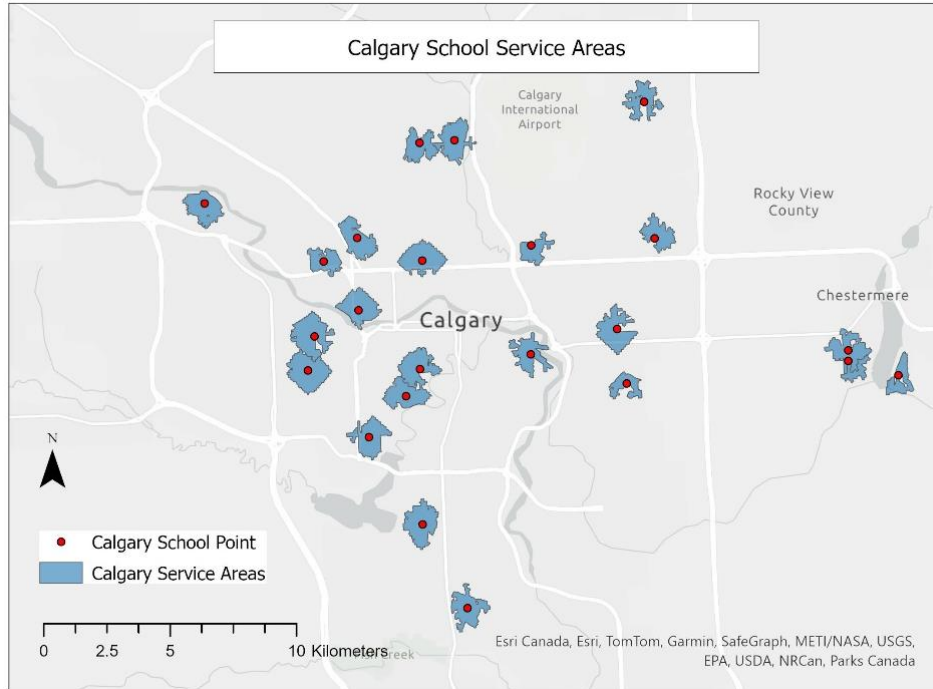 Calgary School Service Areas
Calgary
International
Airport
Rocky View
County
Chestermere
Calgary
N
Calgary School Point
Calgary Service Areas
0 2.5 5 10 Kilometers
Creek
Esri Canada, Esri, TomTom, Garmin, SafeGraph, METI/NASA, USGS,
EPA, USDA, NRCan, Parks Canada